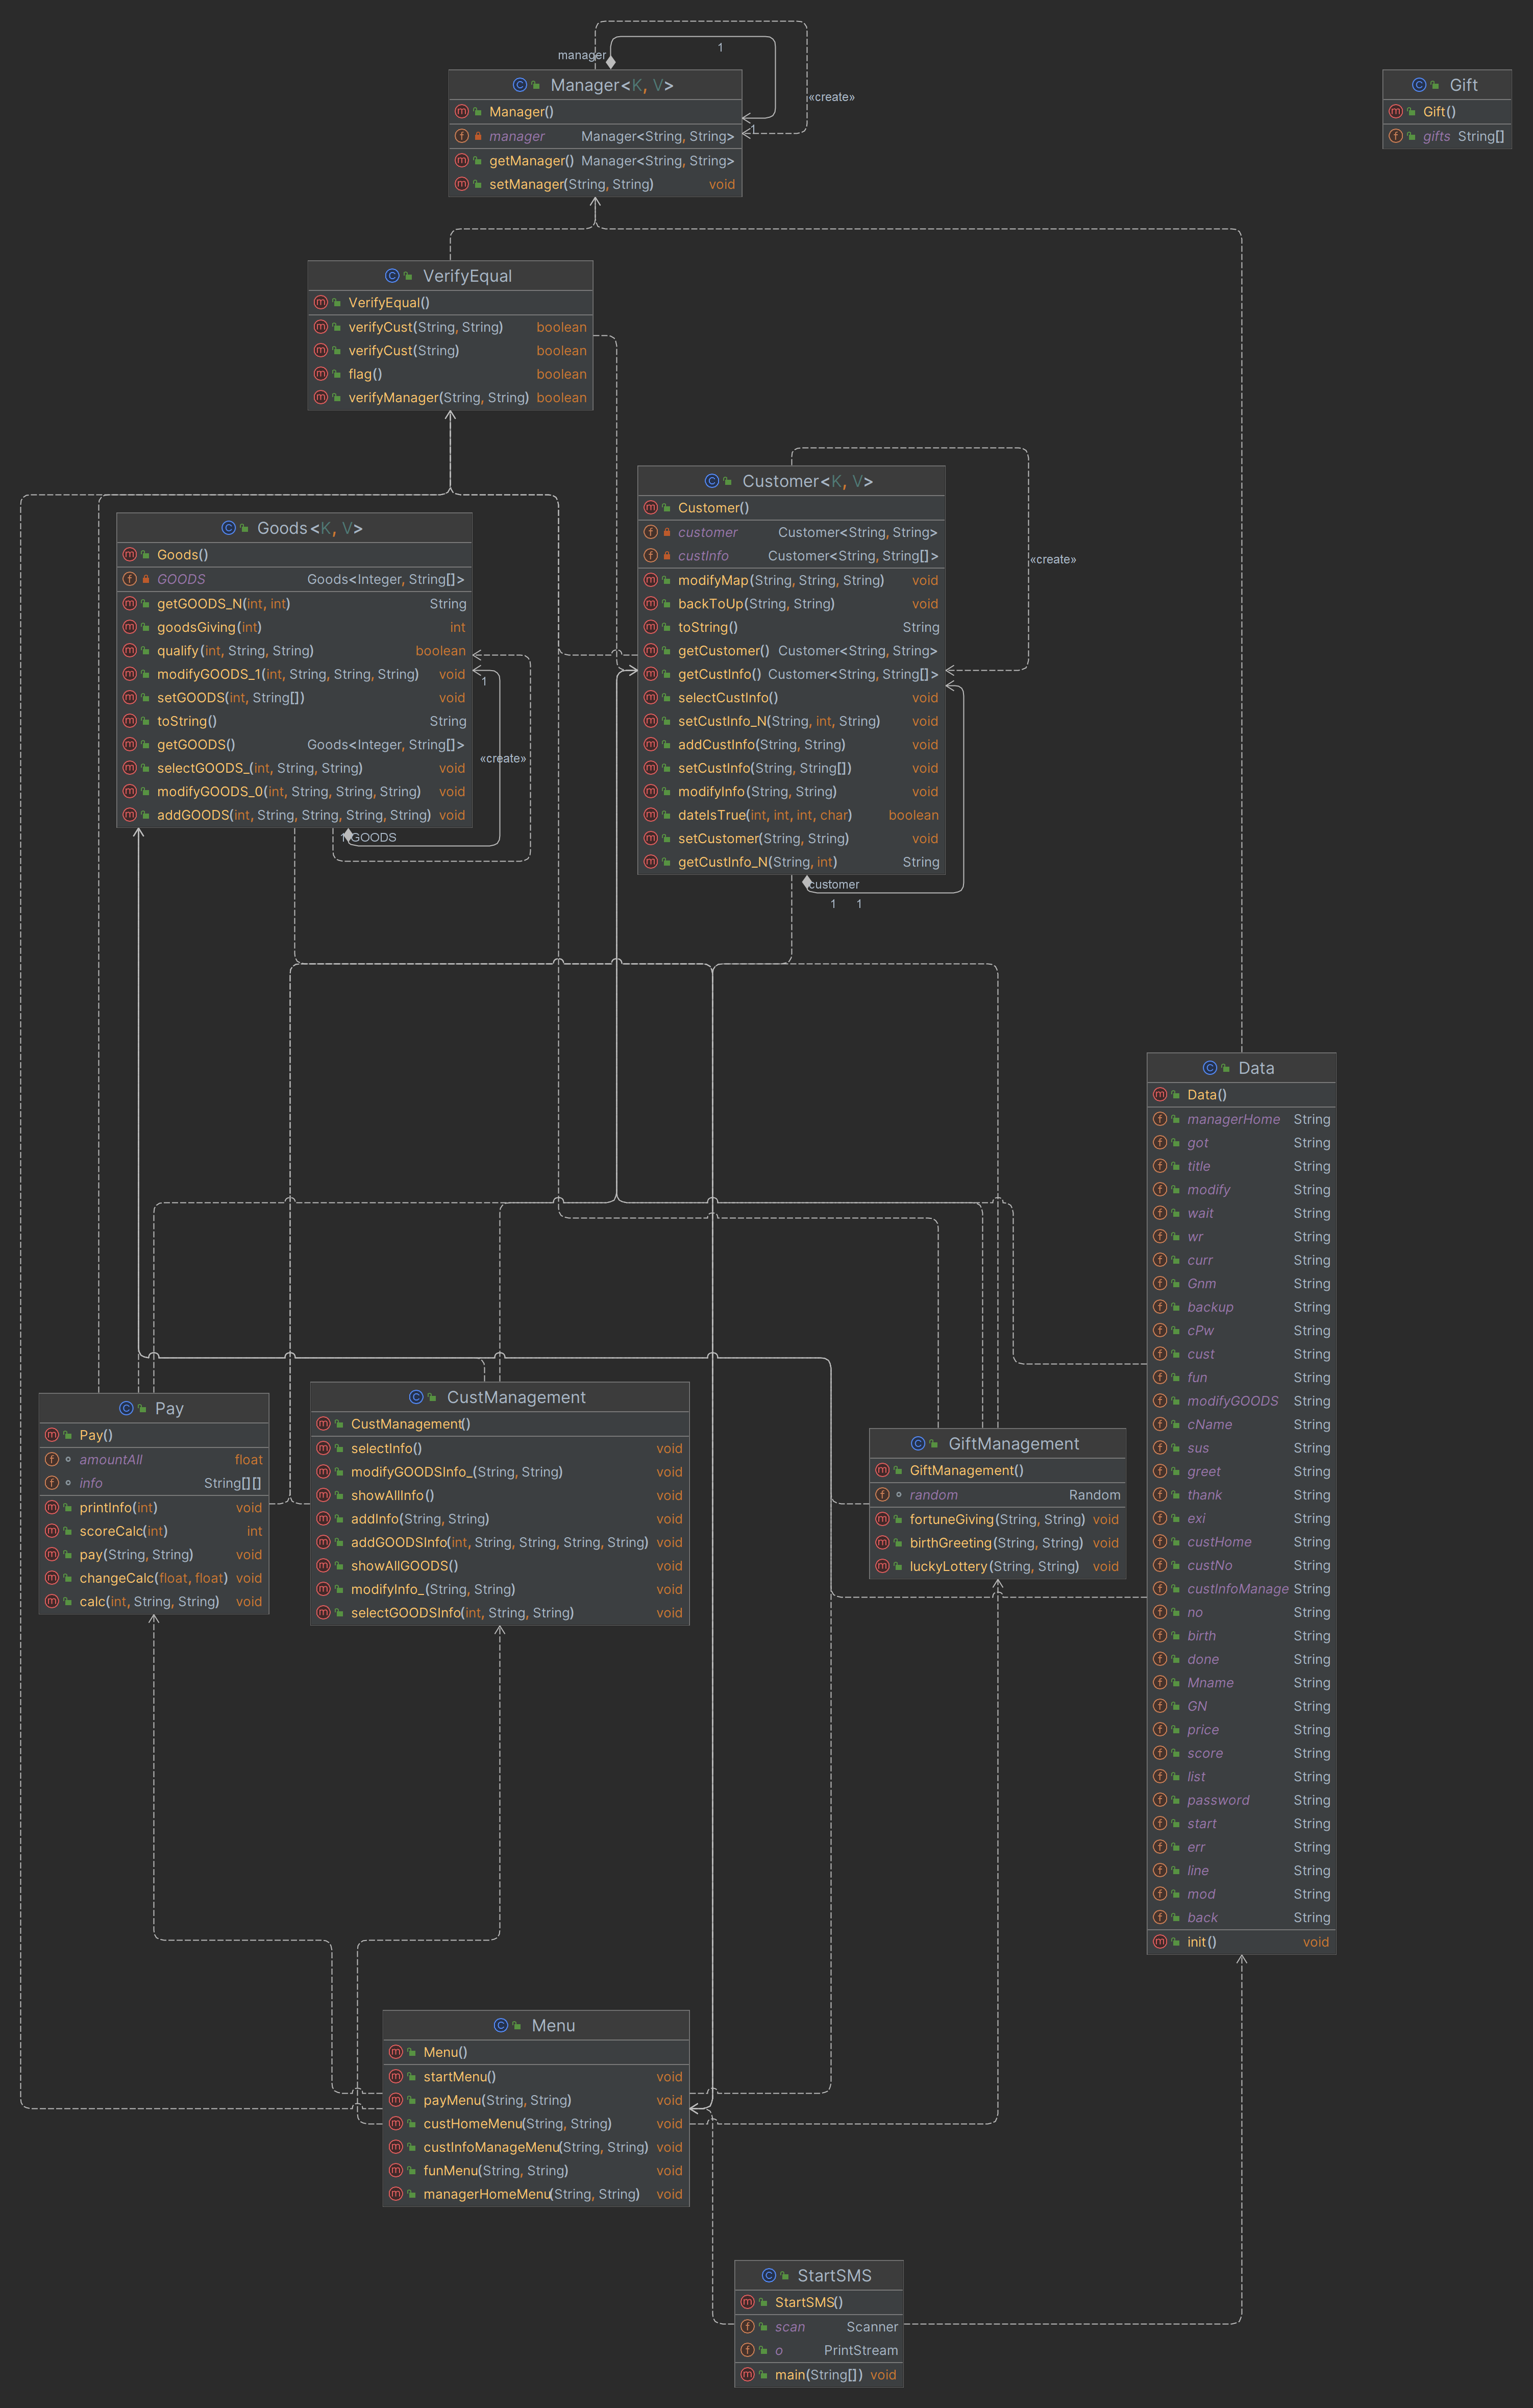 manager
1
«create»
1
Manager<K, V>
Manager()
manager Manager<String, String>
getManager() Manager<String, String>
setManager(String, String) void
Gift
Gift()
gifts String[]
VerifyEqual
VerifyEqual()
verifyCust(String, String) boolean
verifyCust(String) boolean
flag() boolean
verifyManager(String, String) boolean
Goods<K, V>
Goods()
GOODS Goods<Integer, String[]>
getGOODS_N(int, int) String
goodsGiving(int) int
qualify(int, String, String) boolean
modifyGOODS_1(int, String, String, String) void
setGOODS(int, String[]) void
toString() String
getGOODS() Goods<Integer, String[]>
selectGOODS_(int, String, String) void
modifyGOODS_0(int, String, String, String) void
addGOODS(int, String, String, String, String) void
1
«create»
1 GOODS
Customer<K, V>
Customer()
customer Customer<String, String>
custInfo Customer<String, String[]>
modifyMap(String, String, String) void
backToUp(String, String) void
toString() String
getCustomer() Customer<String, String>
getCustInfo() Customer<String, String[]>
selectCustInfo() void
setCustInfo_N(String, int, String) void
addCustInfo(String, String) void
setCustInfo(String, String[]) void
modifyInfo(String, String) void
dateIsTrue(int, int, int, char) boolean
setCustomer(String, String) void
getCustInfo_N(String, int) String
«create»
customer
1 1
Data
Data()
managerHome String
got String
title String
modify String
wait String
wr String
curr String
Gnm String
backup String
cPw String
cust String
fun String
modifyGOODS String
cName String
sus String
greet String
thank String
exi String
custHome String
custNo String
custInfoManage String
no String
birth String
done String
Mname String
GN String
price String
score String
list String
password String
start String
err String
line String
mod String
back String
init() void
Pay
Pay()
amountAll float
info String[][]
printInfo(int) void
scoreCalc(int) int
pay(String, String) void
changeCalc(float, float) void
calc(int, String, String) void
CustManagement
CustManagement()
selectInfo() void
modifyGOODSInfo_(String, String) void
showAllInfo() void
addInfo(String, String) void
addGOODSInfo(int, String, String, String, String) void
showAllGOODS() void
modifyInfo_(String, String) void
selectGOODSInfo(int, String, String) void
GiftManagement
GiftManagement()
random Random
fortuneGiving(String, String) void
birthGreeting(String, String) void
luckyLottery(String, String) void
Menu
Menu()
startMenu() void
payMenu(String, String) void
custHomeMenu(String, String) void
custInfoManageMenu(String, String) void
funMenu(String, String) void
managerHomeMenu(String, String) void
StartSMS
StartSMS()
scan Scanner
o PrintStream
main(String[]) void